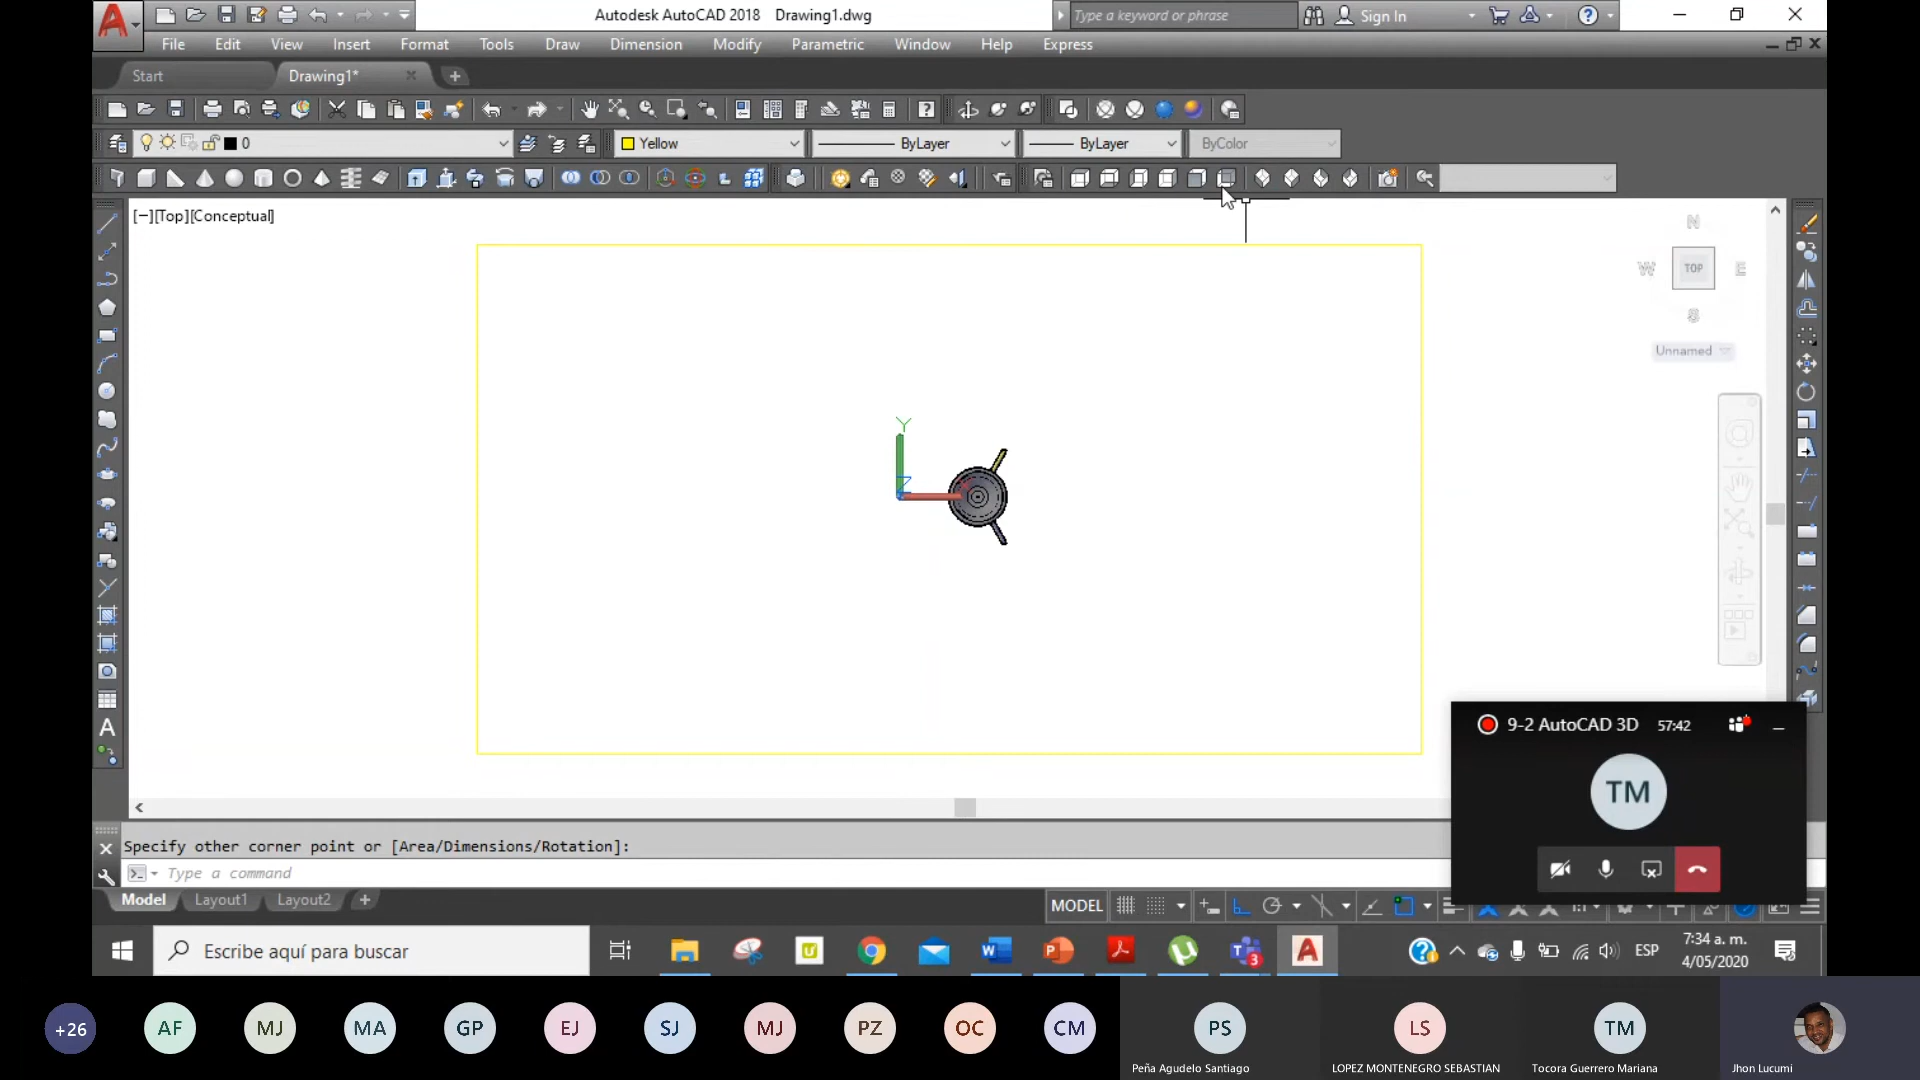 Autodesk AutoCAD 2018 Drawing1.dwg
Type a keyword or phrase
Sign In
File Edit View Insert Format Tools Draw Dimension Modify Parametric Window Help Express
Start
Drawing1*
0
Yellow
ByLayer
ByLayer
ByColor
[−][Top][Conceptual]
N
W TOP E
S
Unnamed
Y
X
Z
9-2 AutoCAD 3D 57:42
TM
Specify other corner point or [Area/Dimensions/Rotation]:
Type a command
Model Layout1 Layout2
MODEL
1:1
Escribe aquí para buscar
3
ESP
7:34 a. m.
4/05/2020
+26 AF MJ MA GP EJ SJ MJ PZ OC CM PS LS TM
Peña Agudelo Santiago
LOPEZ MONTENEGRO SEBASTIAN
Tocora Guerrero Mariana
Jhon Lucumi